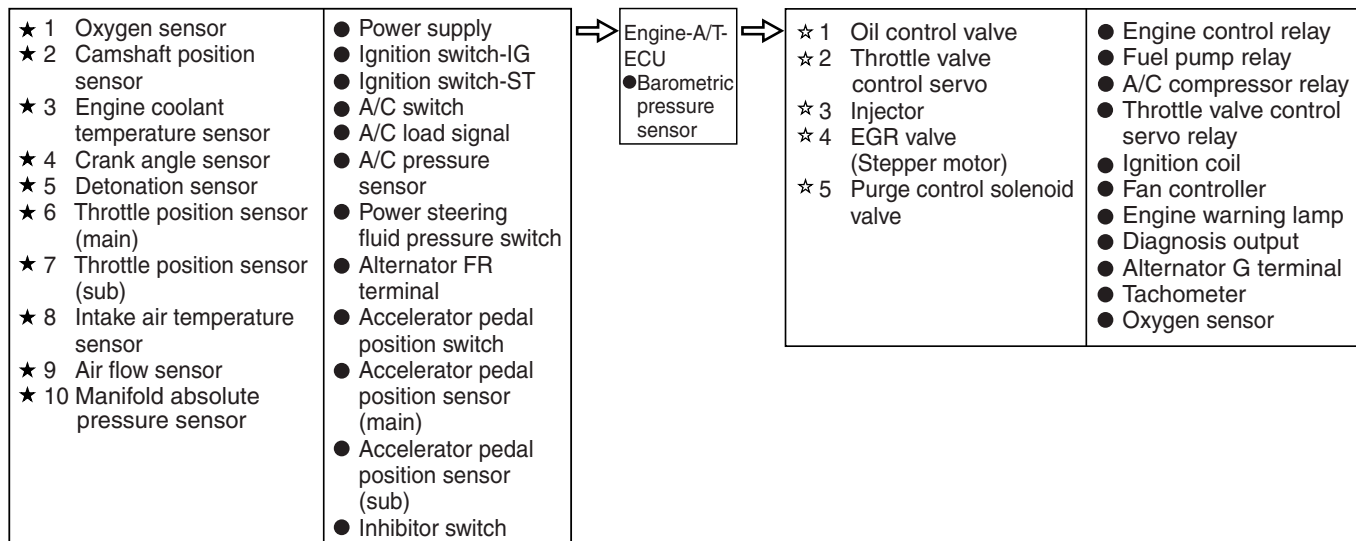 ★ 1 Oxygen sensor
★ 2 Camshaft position
sensor
★ 3 Engine coolant
temperature sensor
★ 4 Crank angle sensor
★ 5 Detonation sensor
★ 6 Throttle position sensor
(main)
★ 7 Throttle position sensor
(sub)
★ 8 Intake air temperature
sensor
★ 9 Air flow sensor
★ 10 Manifold absolute
pressure sensor
● Power supply
● Ignition switch-IG
● Ignition switch-ST
● A/C switch
● A/C load signal
● A/C pressure
sensor
● Power steering
fluid pressure switch
● Alternator FR
terminal
● Accelerator pedal
position switch
● Accelerator pedal
position sensor
(main)
● Accelerator pedal
position sensor
(sub)
● Inhibitor switch
Engine-A/T-
ECU
●Barometric
pressure
sensor
☆ 1 Oil control valve
☆ 2 Throttle valve
control servo
☆ 3 Injector
☆ 4 EGR valve
(Stepper motor)
☆ 5 Purge control solenoid
valve
● Engine control relay
● Fuel pump relay
● A/C compressor relay
● Throttle valve control
servo relay
● Ignition coil
● Fan controller
● Engine warning lamp
● Diagnosis output
● Alternator G terminal
● Tachometer
● Oxygen sensor